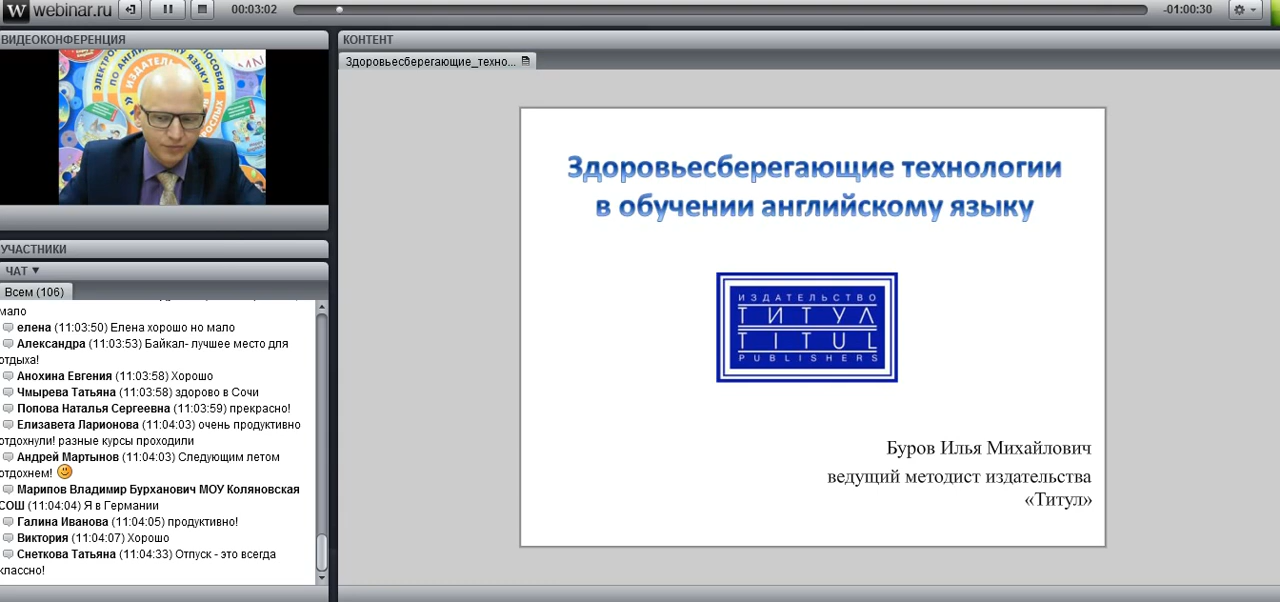 webinar.ru
00:03:02
-01:00:30
ВИДЕОКОНФЕРЕНЦИЯ
ЭЛЕКТРОН
ПОСОБИЯ
ПО АНГЛИЙСКОМУ ЯЗЫКУ
ИЗДАТЕЛЬ
УЧАСТНИКИ
ЧАТ
Всем (106)
мало
елена (11:03:50) Елена хорошо но мало
Александра (11:03:53) Байкал- лучшее место для
отдыха!
Анохина Евгения (11:03:58) Хорошо
Чмырева Татьяна (11:03:58) здорово в Сочи
Попова Наталья Сергеевна (11:03:59) прекрасно!
Елизавета Ларионова (11:04:03) очень продуктивно
отдохнули! разные курсы проходили
Андрей Мартынов (11:04:03) Следующим летом
отдохнем!
Марипов Владимир Бурханович МОУ Коляновская
СОШ (11:04:04) Я в Германии
Галина Иванова (11:04:05) продуктивно!
Виктория (11:04:07) Хорошо
Снеткова Татьяна (11:04:33) Отпуск - это всегда
классно!
КОНТЕНТ
Здоровьесберегающие_техно...
Здоровьесберегающие технологии
в обучении английскому языку
ИЗДАТЕЛЬСТВО
ТИТУЛ
TITUL
PUBLISHERS
Буров Илья Михайлович
ведущий методист издательства
«Титул»